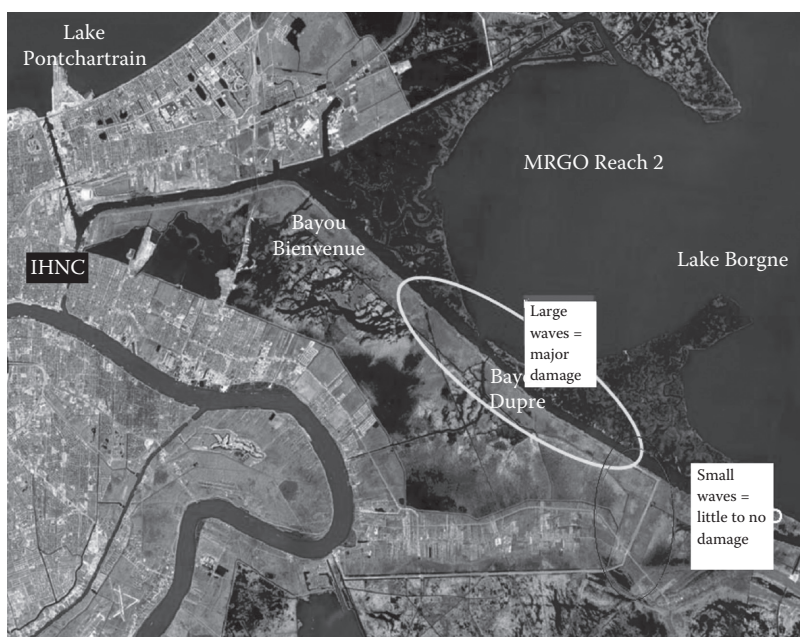 Lake
Pontchartrain
MRGO Reach 2
Bayou
Bienvenue
IHNC
Lake Borgne
Large
waves =
major
damage
Dupre
Small
waves =
little to no
damage